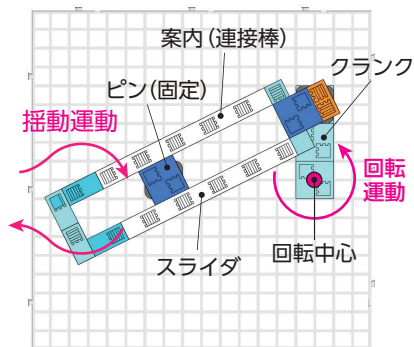 案内（連接棒）
クランク
ピン（固定）
揺動運動
回転
運動
スライダ
回転中心